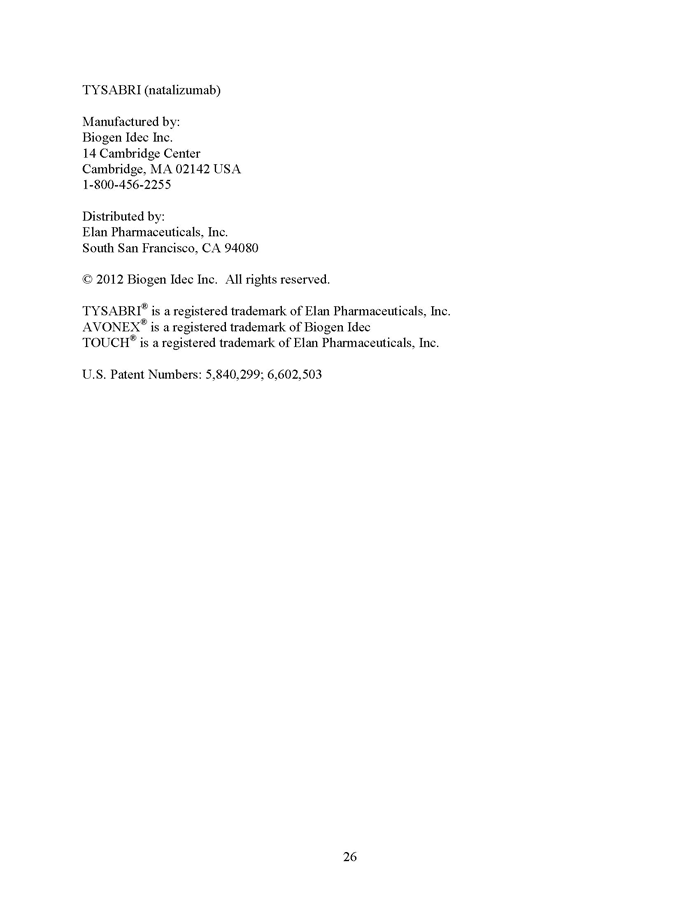 TYSABRI (natalizumab)
Manufactured by:
Biogen Idec Inc.
14 Cambridge Center
Cambridge, MA 02142 USA
1-800-456-2255
Distributed by:
Elan Pharmaceuticals, Inc.
South San Francisco, CA 94080
© 2012 Biogen Idec Inc.  All rights reserved.
TYSABRI® is a registered trademark of Elan Pharmaceuticals, Inc.
AVONEX® is a registered trademark of Biogen Idec
TOUCH® is a registered trademark of Elan Pharmaceuticals, Inc.
U.S. Patent Numbers: 5,840,299; 6,602,503
26